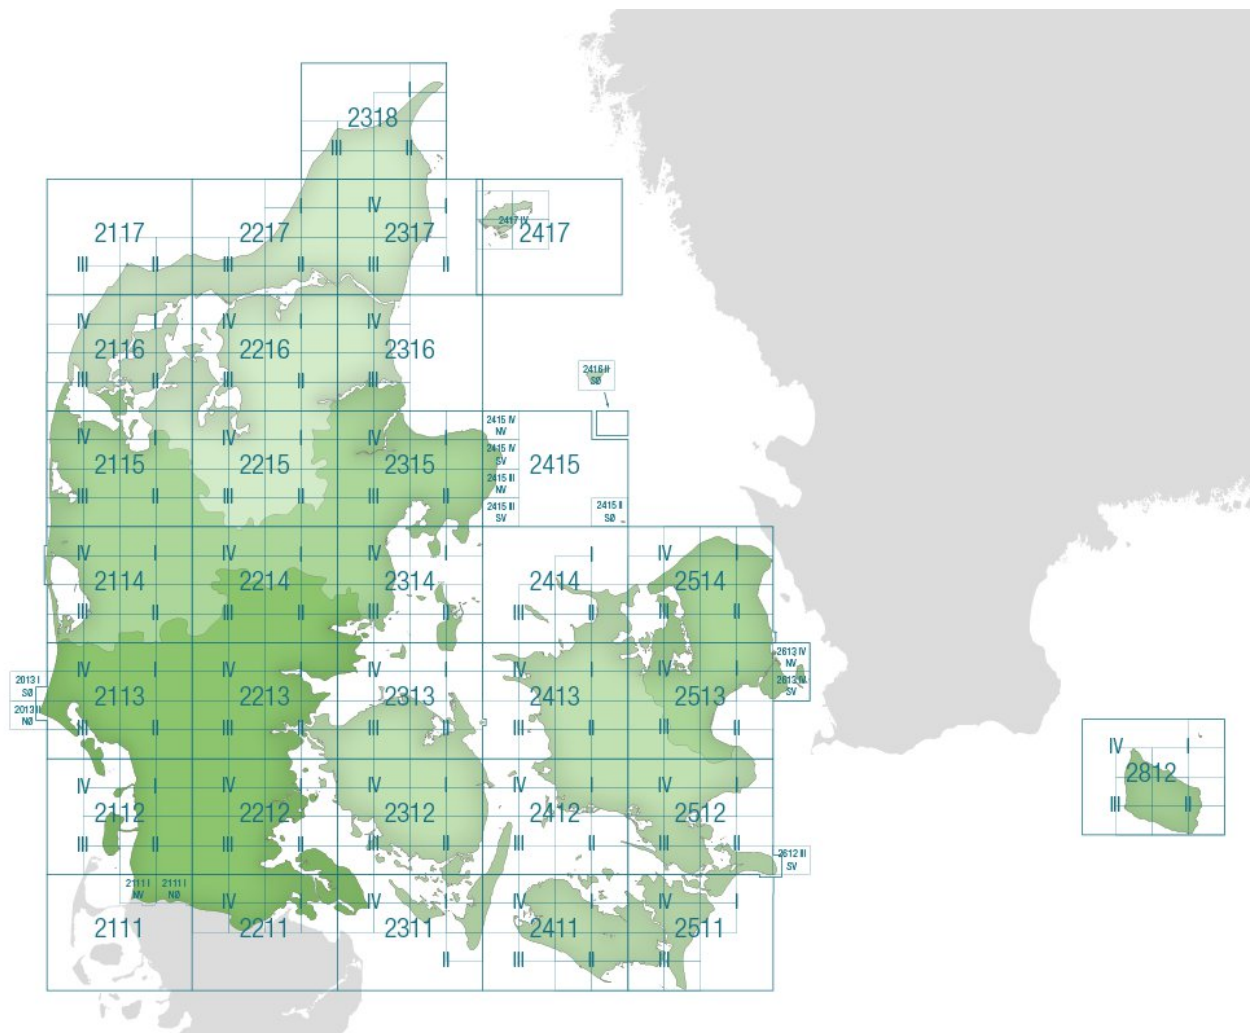 I
2318
III II
I IV I
2117 2217 2317 2417 IV 2417
III II III II III II
IV I IV I IV
2116 2216 2316
III II III II III
2416 II
SØ
IV I IV I IV I
2415 IV
NV
2415 IV
SV
2115 2215 2315 2415
2415 III
NV
III II III II III II
2415 III
SV
2415 II
SØ
IV I IV I IV I I IV I
2114 2214 2314 2414 2514
III II III II III II III II III II
2613 IV
NV
IV I IV I IV I IV I IV I
2013 I
SØ
2613 IV
SV
2113 2213 2313 2413 2513
2013 II
NØ
III II III II III II III II III II
IV I
2812
III II
IV I IV I IV I IV I IV I
2112 2212 2312 2412 2512
III II III II III II III II III II
2612 III
SV
2111 I
NV
2111 I
NØ
IV I IV I IV I IV I
2111 2211 2311 2411 2511
II III II III